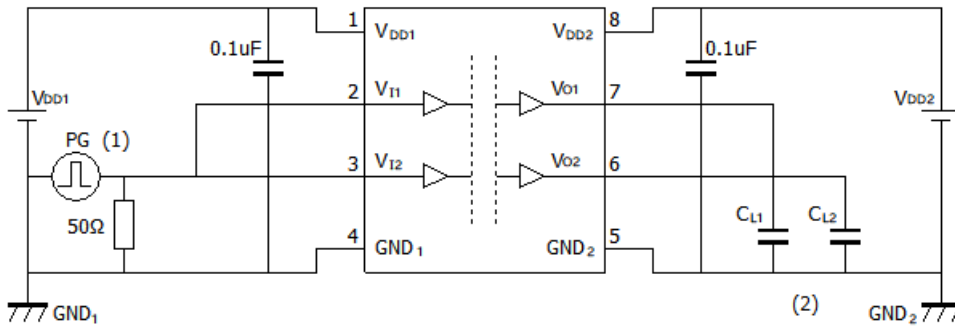 1
8
VDD1
VDD2
0.1uF
0.1uF
2
VI1
VO1
7
VDD1
VDD2
PG (1)
3
VI2
VO2
6
50Ω
CL1
CL2
4
GND1
GND2
5
(2)
GND1
GND2